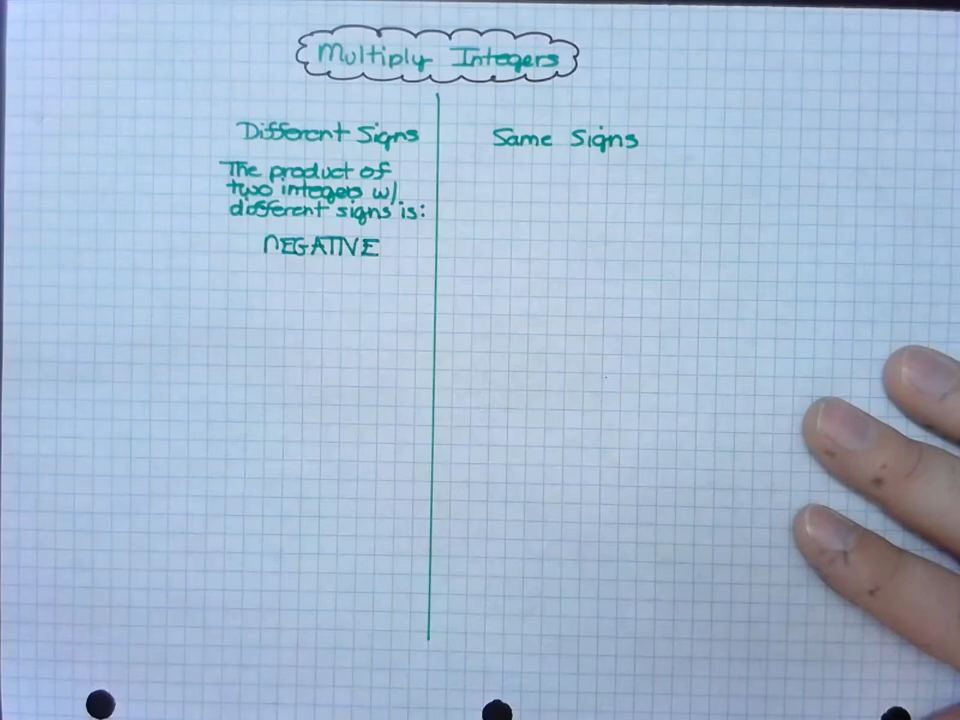 Multiply Integers
Different Signs
The product of
two integers w/
different signs is:
NEGATIVE
Same Signs